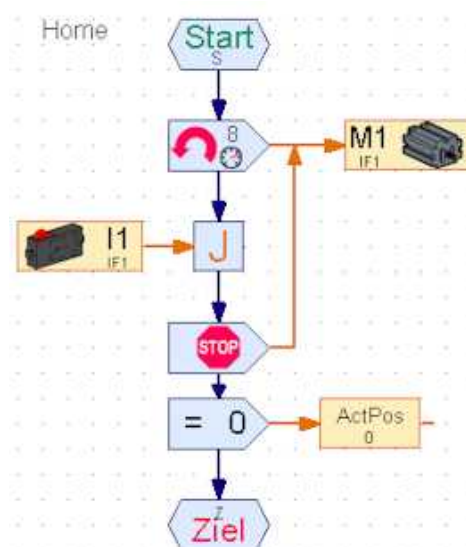 Home
Start
S
8
M1
IF1
I1
IF1
J
STOP
= 0
ActPos
0
Z
Ziel